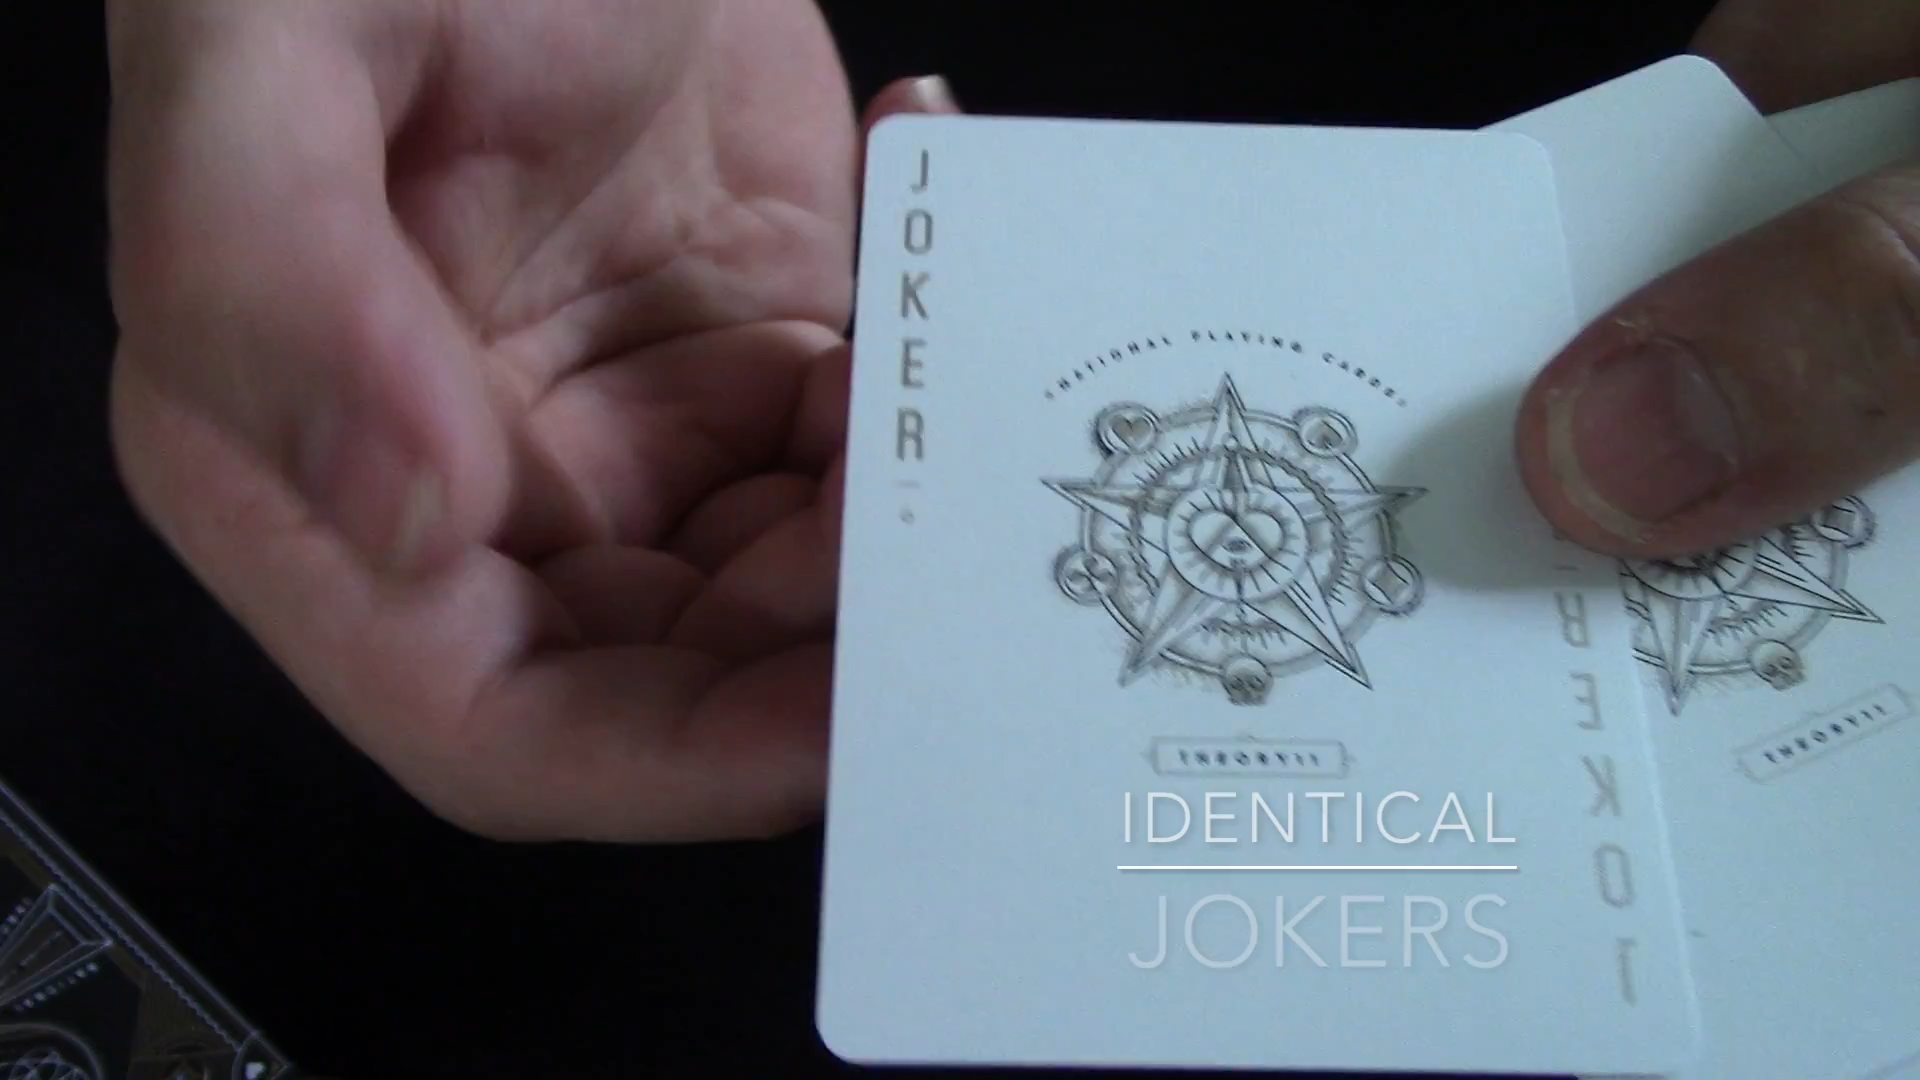 JOKER
NATIONAL PLAYING CARDS
THEORY11
JOKER
THEORY11
IDENTICAL
JOKERS